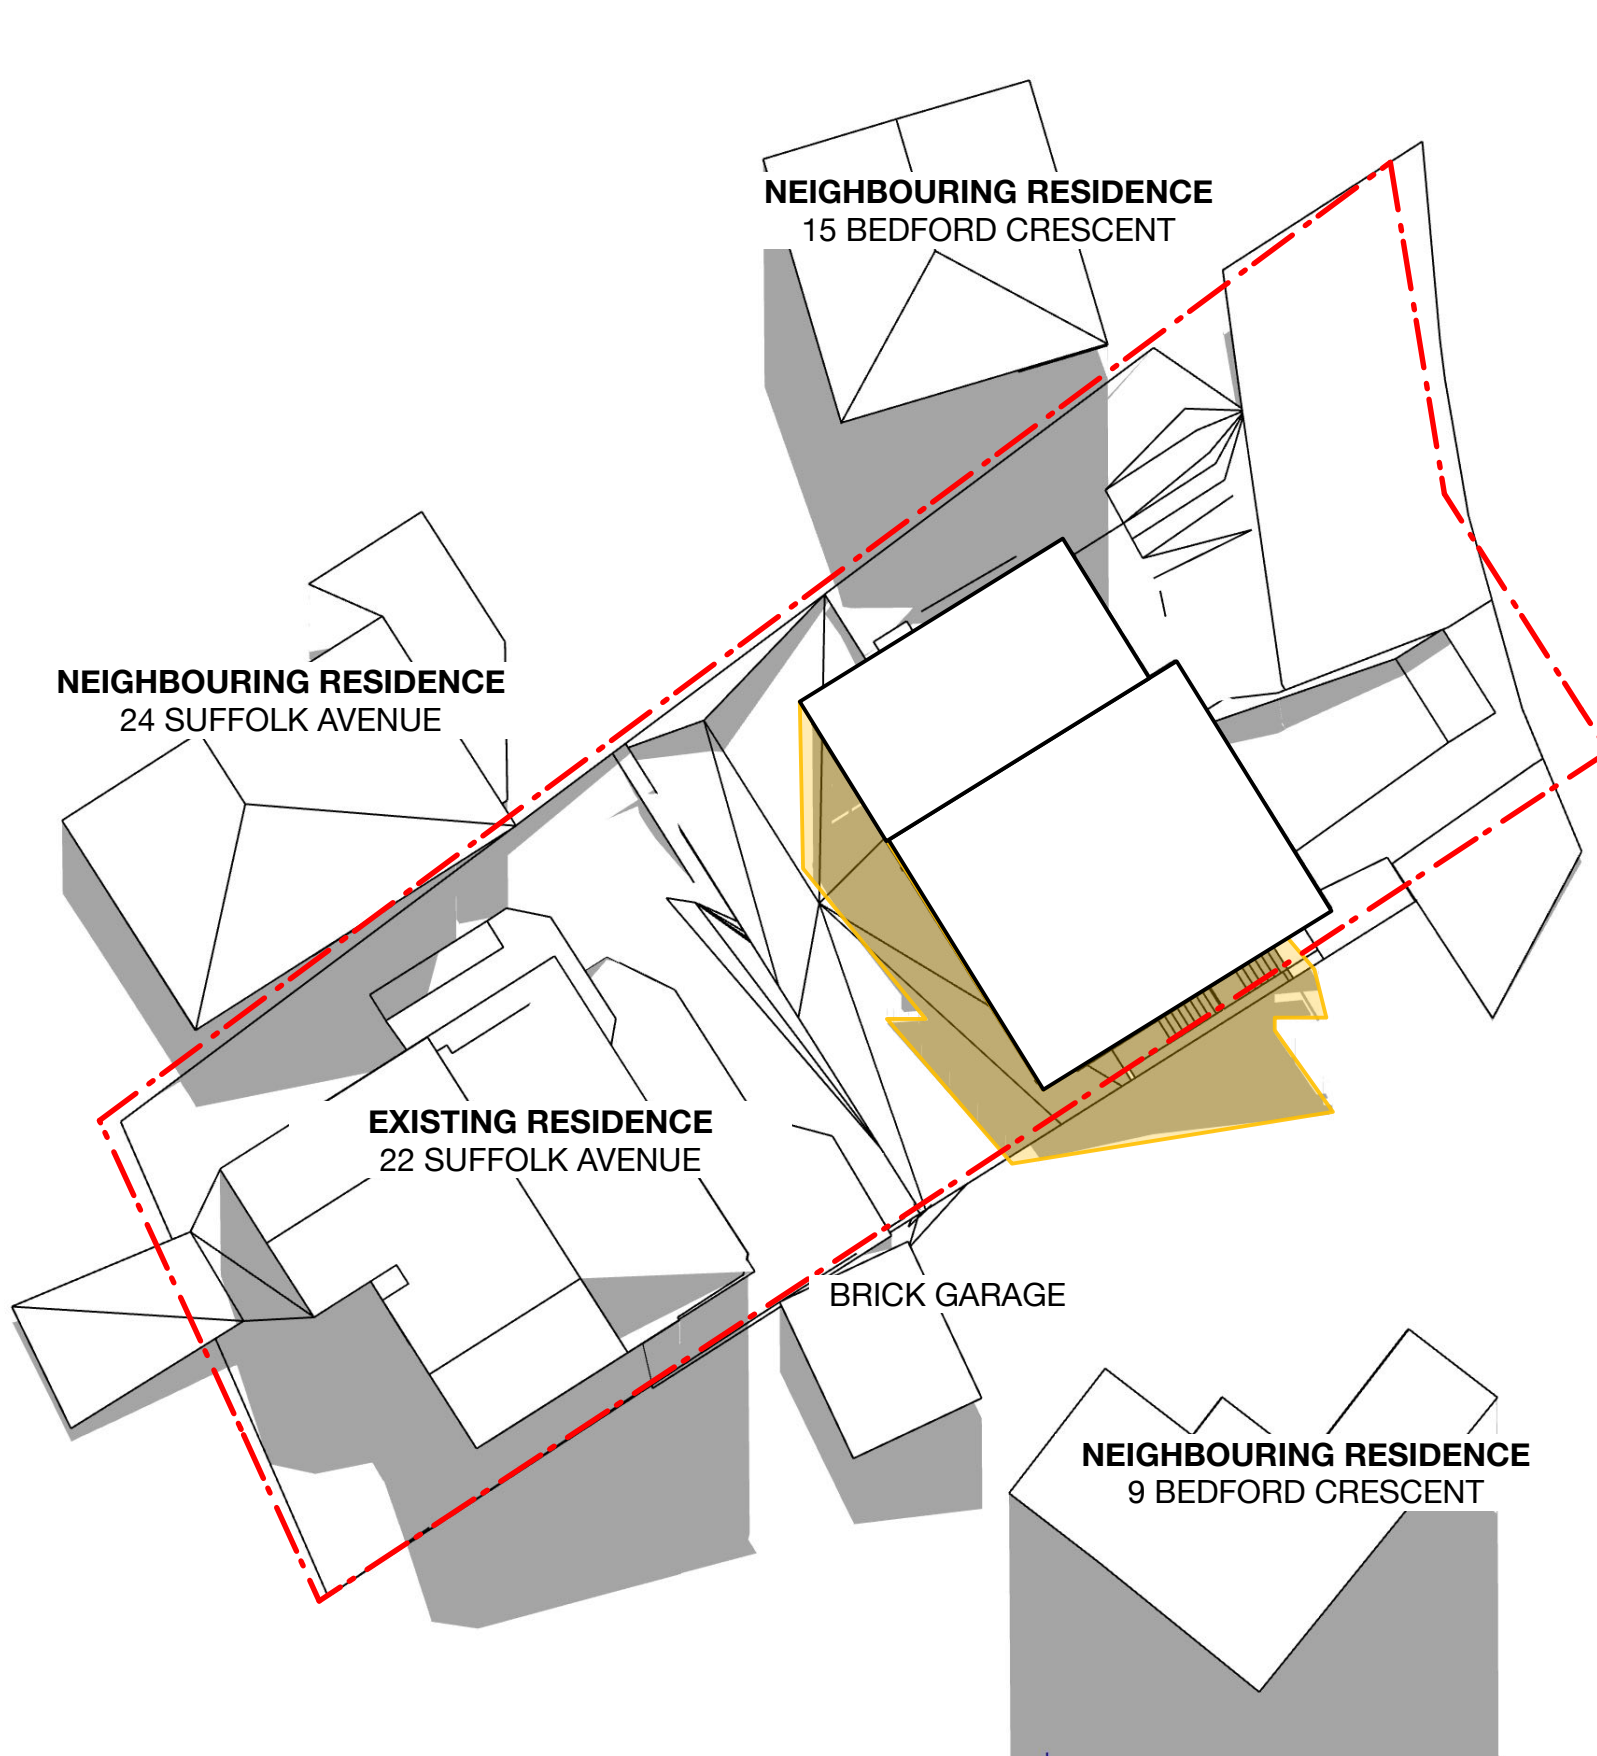 NEIGHBOURING RESIDENCE
15 BEDFORD CRESCENT
NEIGHBOURING RESIDENCE
24 SUFFOLK AVENUE
EXISTING RESIDENCE
22 SUFFOLK AVENUE
BRICK GARAGE
NEIGHBOURING RESIDENCE
9 BEDFORD CRESCENT